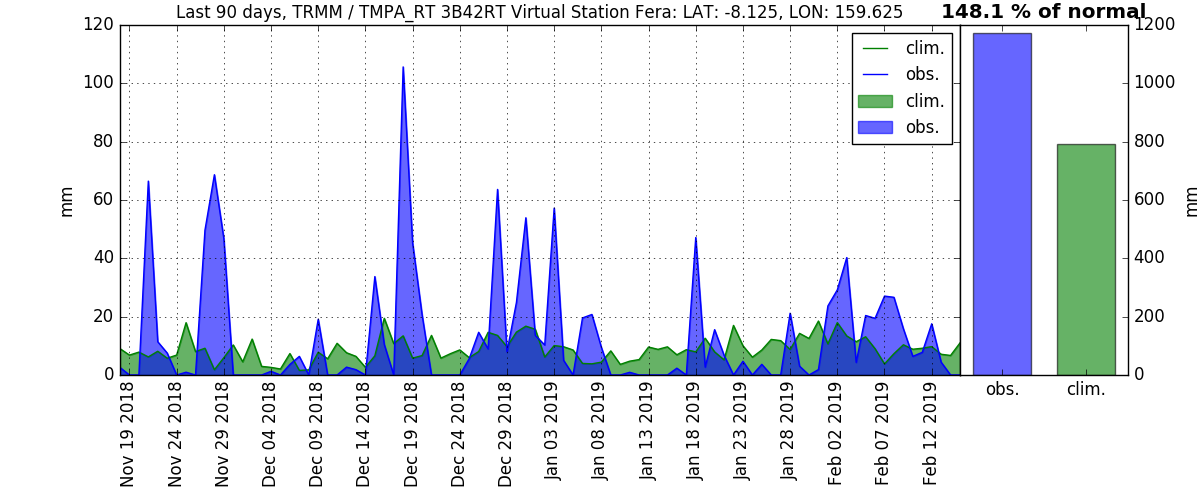 Last 90 days, TRMM / TMPA_RT 3B42RT Virtual Station Fera: LAT: -8.125, LON: 159.625
148.1 % of normal
120
100
80
60
40
20
0
mm
clim.
obs.
clim.
obs.
Nov 19 2018
Nov 24 2018
Nov 29 2018
Dec 04 2018
Dec 09 2018
Dec 14 2018
Dec 19 2018
Dec 24 2018
Dec 29 2018
Jan 03 2019
Jan 08 2019
Jan 13 2019
Jan 18 2019
Jan 23 2019
Jan 28 2019
Feb 02 2019
Feb 07 2019
Feb 12 2019
1200
1000
800
600
400
200
0
mm
obs.
clim.